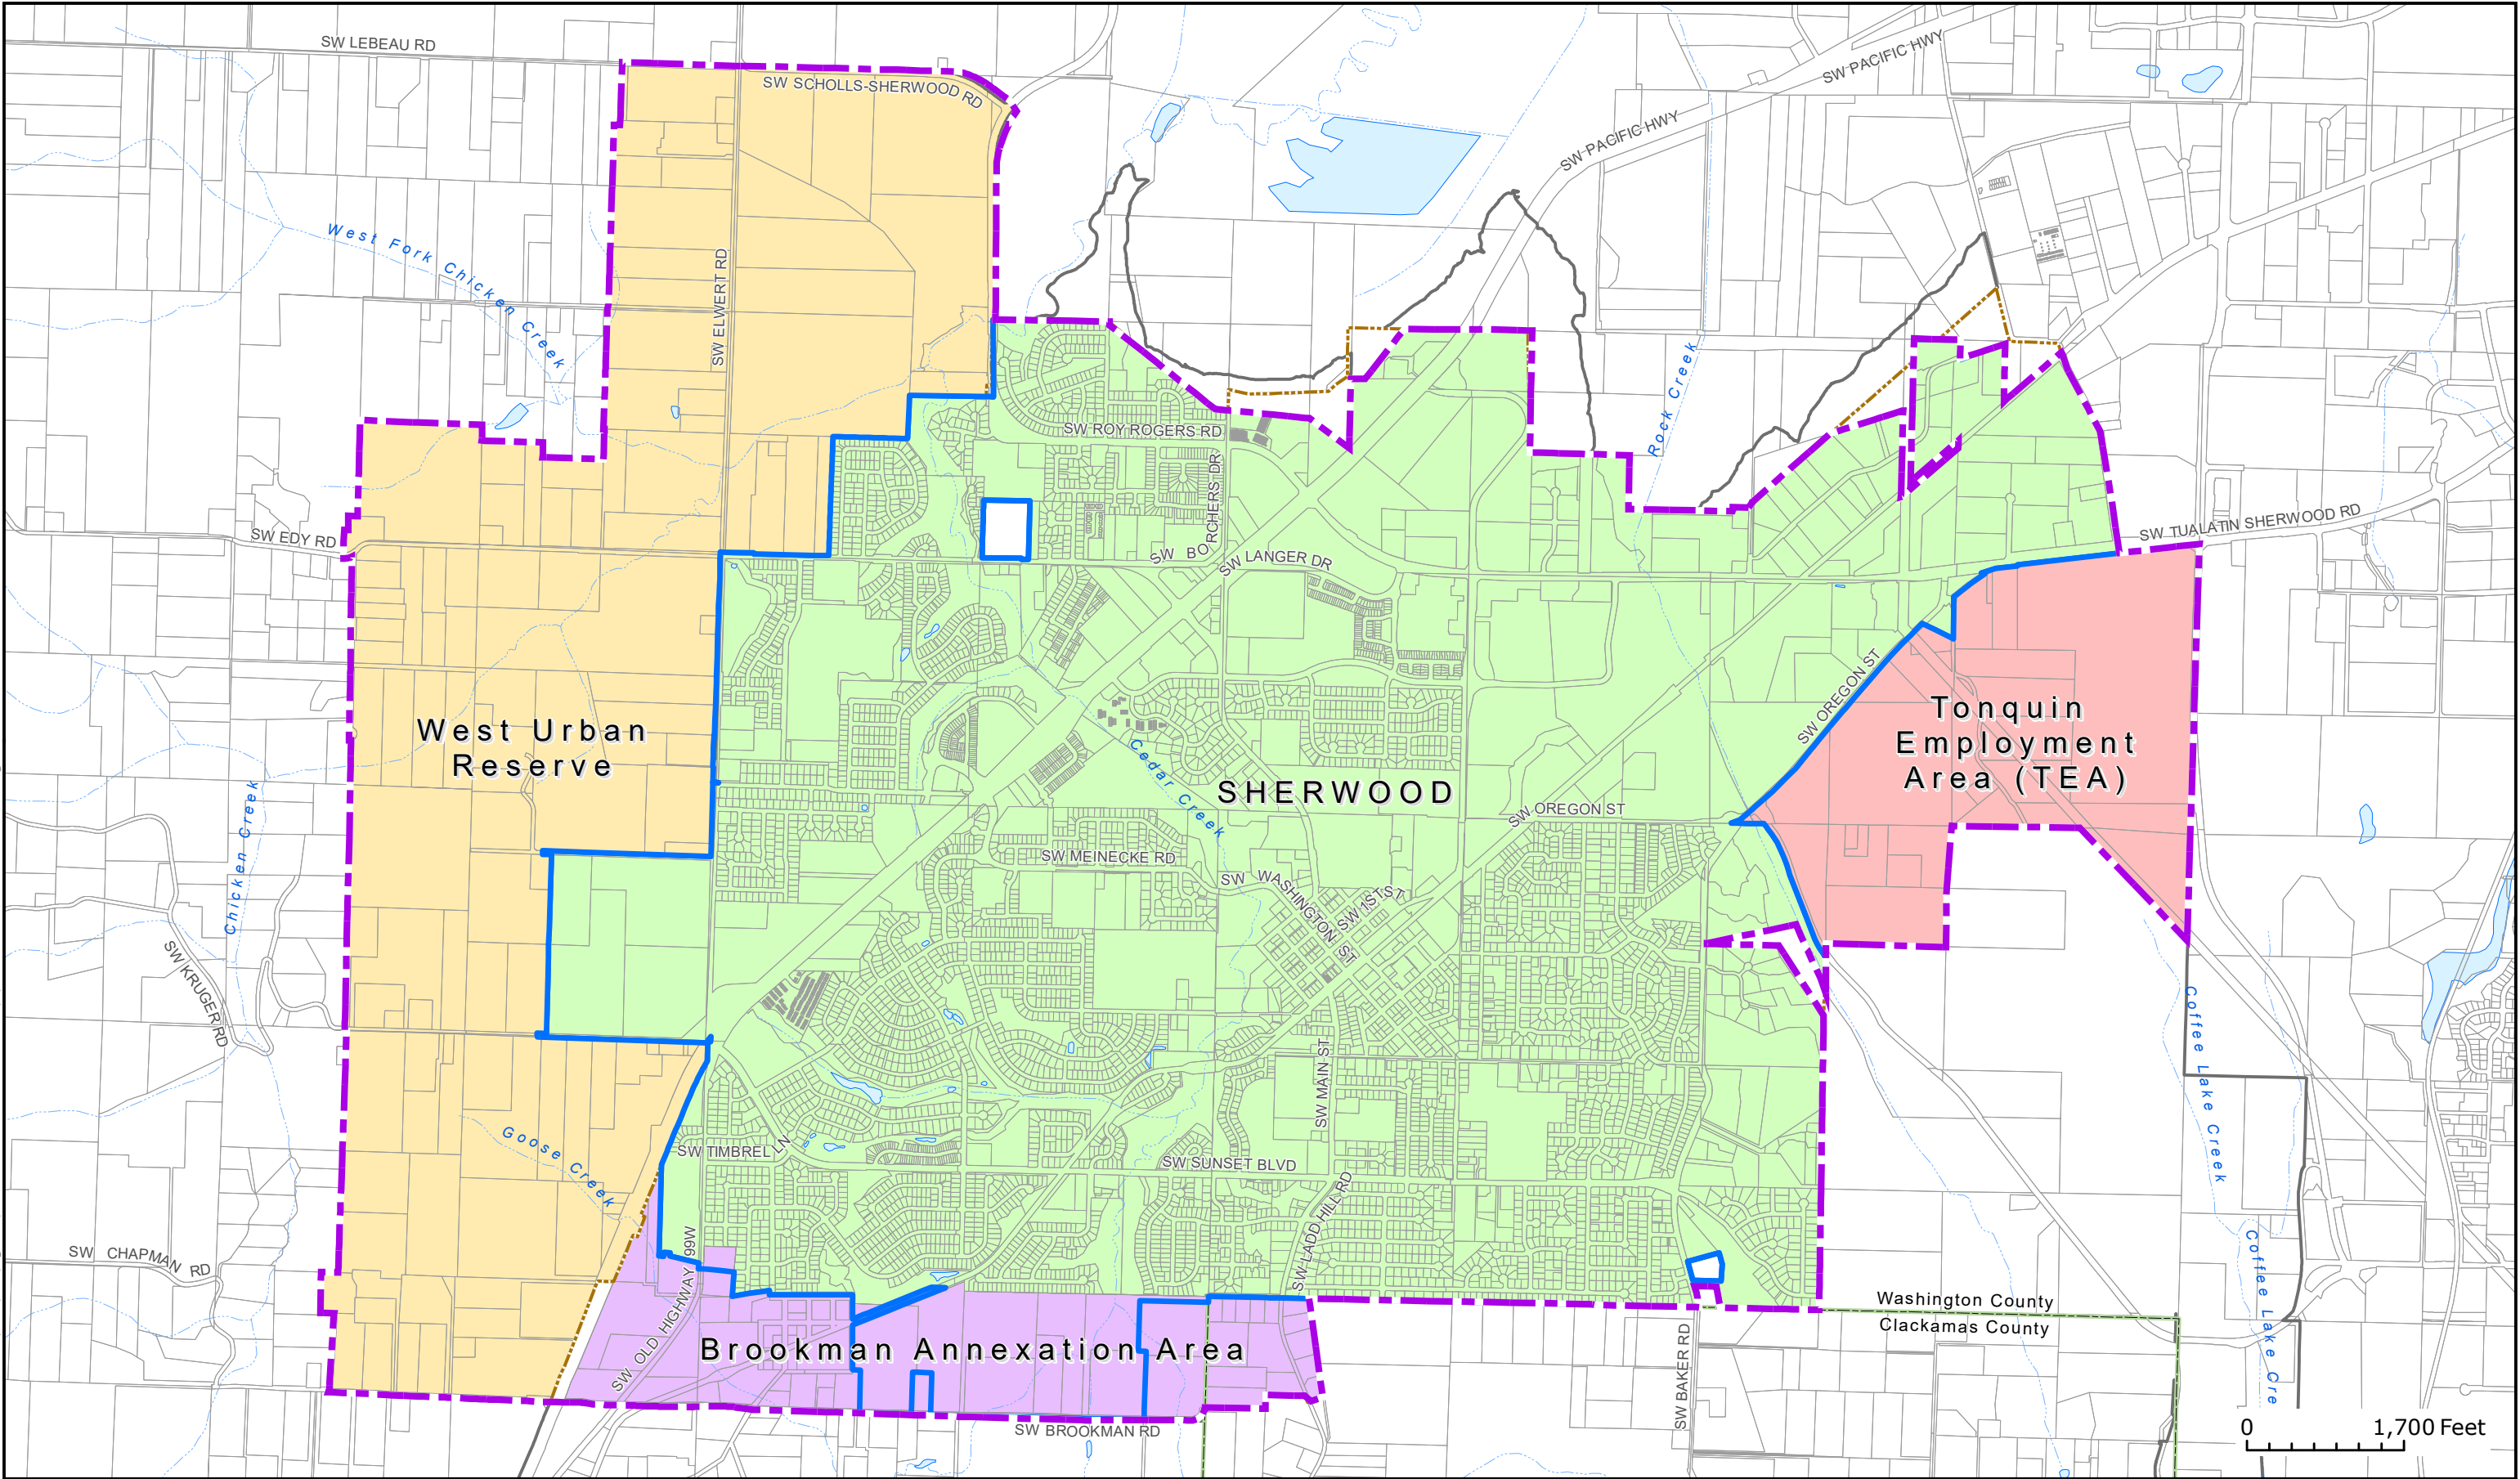 SW LEBEAU RD
SW SCHOLLS-SHERWOOD RD
SW PACIFIC HWY
SW PACIFIC HWY
West Fork Chicken Creek
SW ELWERT RD
Rock Creek
SW ROY ROGERS RD
SW BORCHERS DR
SW EDY RD
SW LANGER DR
SW TUALATIN SHERWOOD RD
West Urban
Reserve
Tonquin
Employment
Area (TEA)
SW OREGON ST
Cedar Creek
SHERWOOD
Chicken Creek
SW OREGON ST
SW MEINECKE RD
SW WASHINGTON ST
SW 1ST ST
SW KRUGER RD
Coffee Lake Creek
SW MAIN ST
Goose Creek
SW TIMBREL LN
SW SUNSET BLVD
SW LADD HILL RD
SW CHAPMAN RD
SW OLD HIGHWAY 99W
Coffee Lake Cre
Washington County
Clackamas County
Brookman Annexation Area
SW BAKER RD
SW BROOKMAN RD
0 1,700 Feet